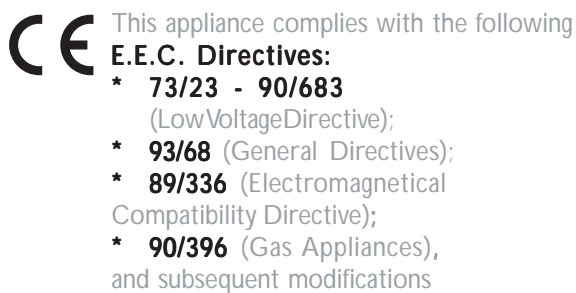 CE This appliance complies with the following
E.E.C. Directives:
* 73/23 - 90/683
(LowVoltageDirective);
* 93/68 (General Directives);
* 89/336 (Electromagnetical
Compatibility Directive);
* 90/396 (Gas Appliances),
and subsequent modifications